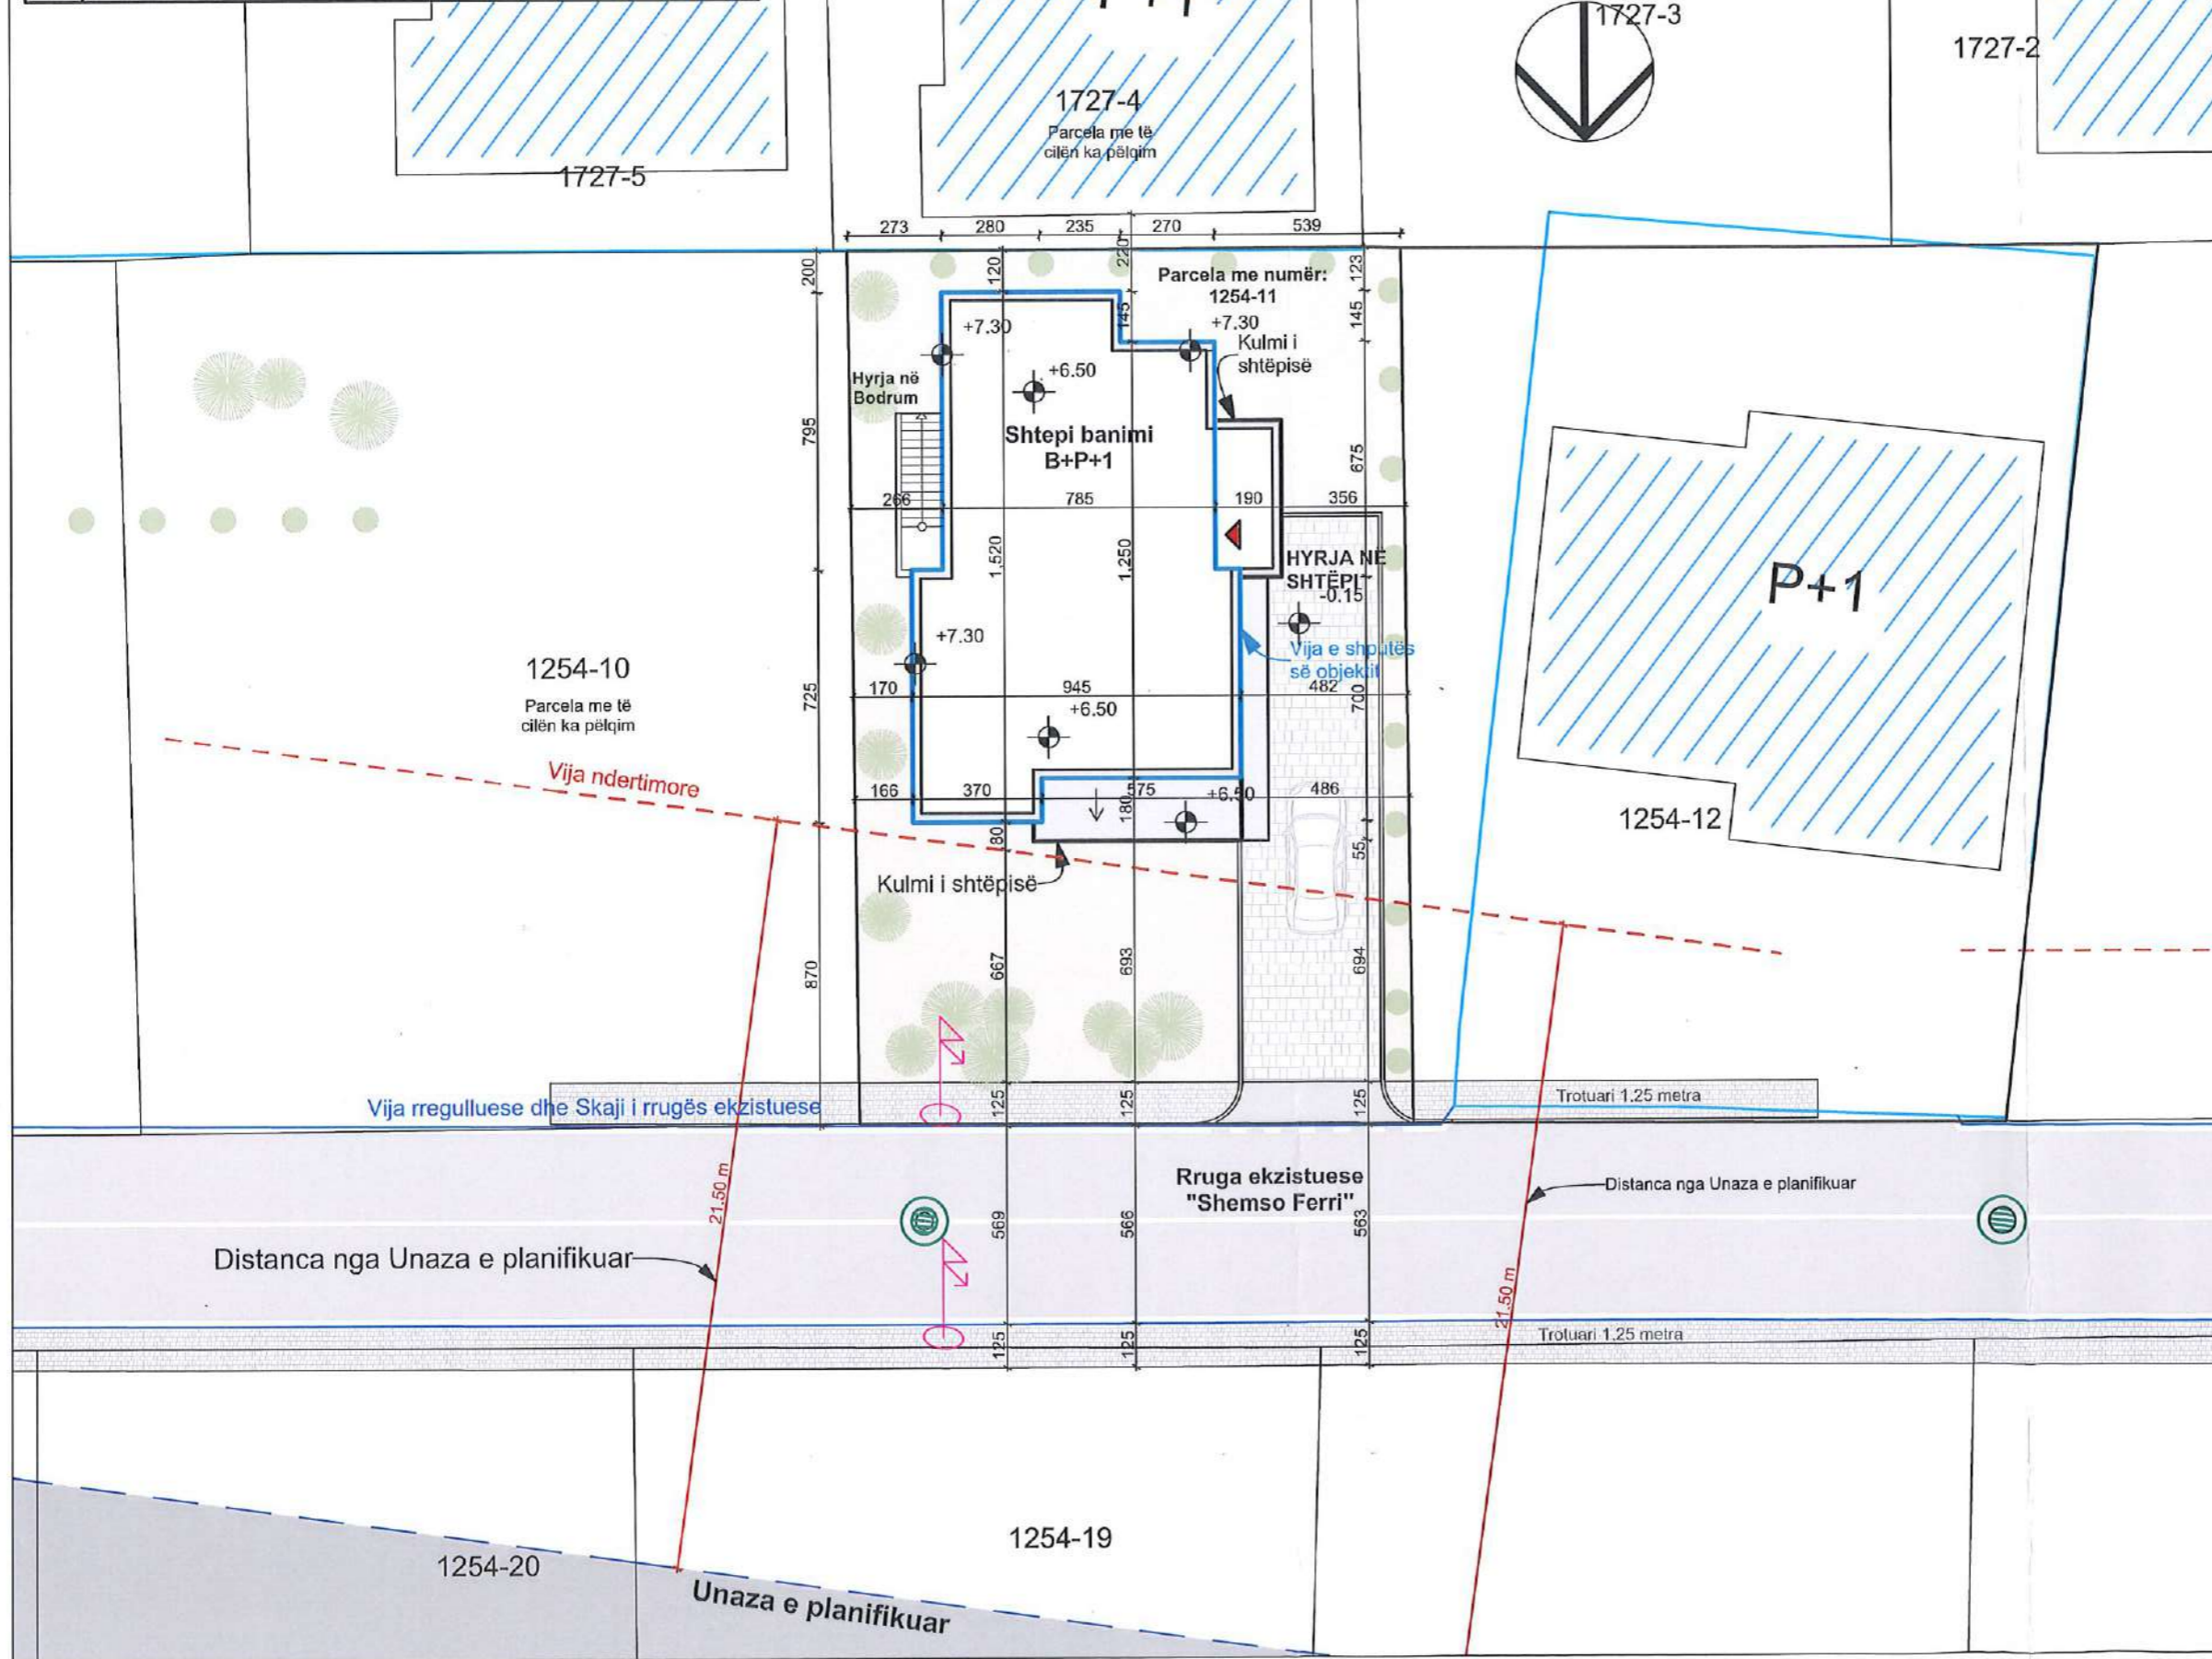 1727-3
1727-2
1727-4
Parcela me të
cilën ka pëlqim
1727-5
273
280
235
270
539
200
120
220
123
Parcela me numër:
1254-11
145
145
+7.30
+7.30
Kulmi i
shtëpisë
+6.50
Hyrja në
Bodrum
795
Shtepi banimi
B+P+1
675
266
785
190
356
1,520
1,250
HYRJA NË
SHTËPI
-0.15
P+1
+7.30
Vija e shputës
së objektit
1254-10
Parcela me të
cilën ka pëlqim
725
170
945
482
700
+6.50
Vija ndertimore
166
370
575
+6.50
486
180
80
55
1254-12
Kulmi i shtëpisë
870
667
693
694
Vija rregulluese dhe Skaji i rrugës ekzistuese
125
125
125
Trotuari 1.25 metra
21.50 m
Rruga ekzistuese
"Shemso Ferri"
Distanca nga Unaza e planifikuar
569
566
563
Distanca nga Unaza e planifikuar
21.50 m
125
125
125
Trotuari 1.25 metra
1254-19
1254-20
Unaza e planifikuar